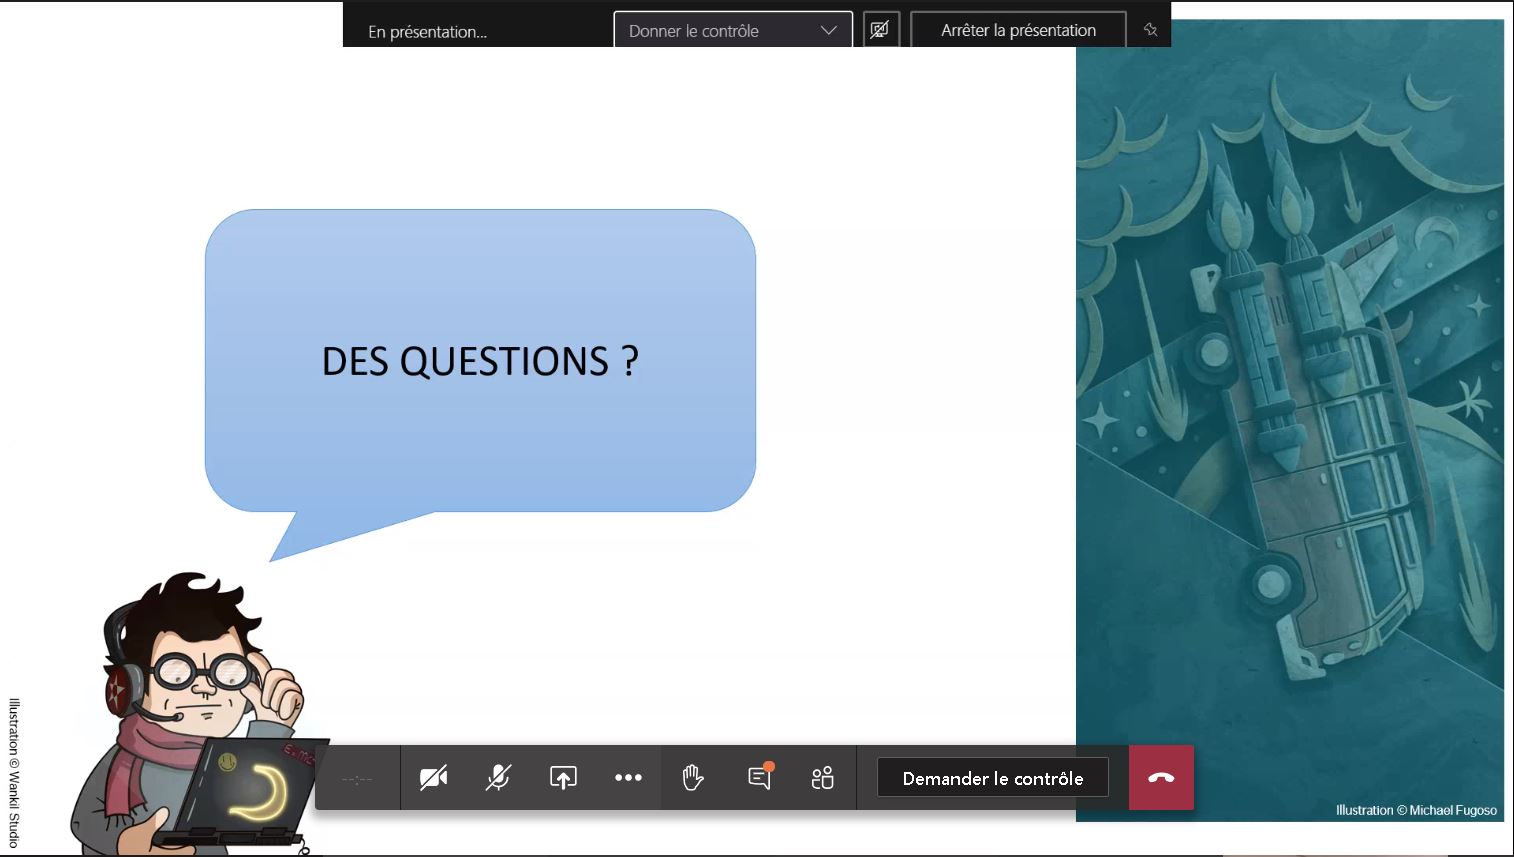 En présentation...
Donner le contrôle
Arrêter la présentation
DES QUESTIONS ?
Illustration © Wankil Studio
--:--
Demander le contrôle
Illustration © Michael Fugoso